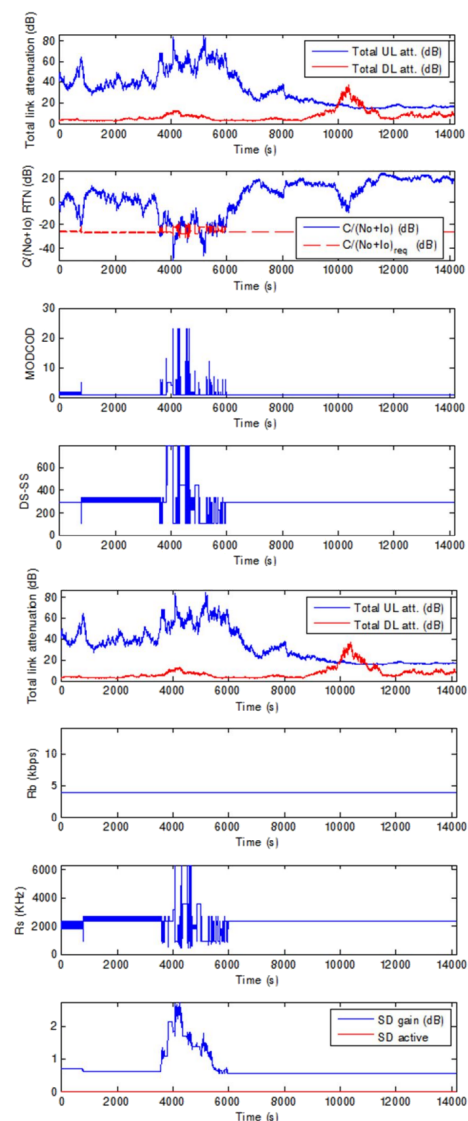 Total link attenuation (dB)
80
60
40
20
0
Total UL att. (dB)
Total DL att. (dB)
0 2000 4000 6000 8000 10000 12000 14000
Time (s)
C/(No+Io) RTN
20
0
-20
-40
C/(No+Io) (dB)
C/(No+Io)req (dB)
0 2000 4000 6000 8000 10000 12000 14000
Time (s)
MODCOD
30
20
10
0
0 2000 4000 6000 8000 10000 12000 14000
Time (s)
DS-SS
600
400
200
0
0 2000 4000 6000 8000 10000 12000 14000
Time (s)
Total link attenuation (dB)
80
60
40
20
0
Total UL att. (dB)
Total DL att. (dB)
0 2000 4000 6000 8000 10000 12000 14000
Time (s)
Rb (kbps)
10
5
0
0 2000 4000 6000 8000 10000 12000 14000
Time (s)
Rs (KHz)
6000
4000
2000
0
0 2000 4000 6000 8000 10000 12000 14000
Time (s)
2
1
0
SD gain (dB)
SD active
0 2000 4000 6000 8000 10000 12000 14000
Time (s)